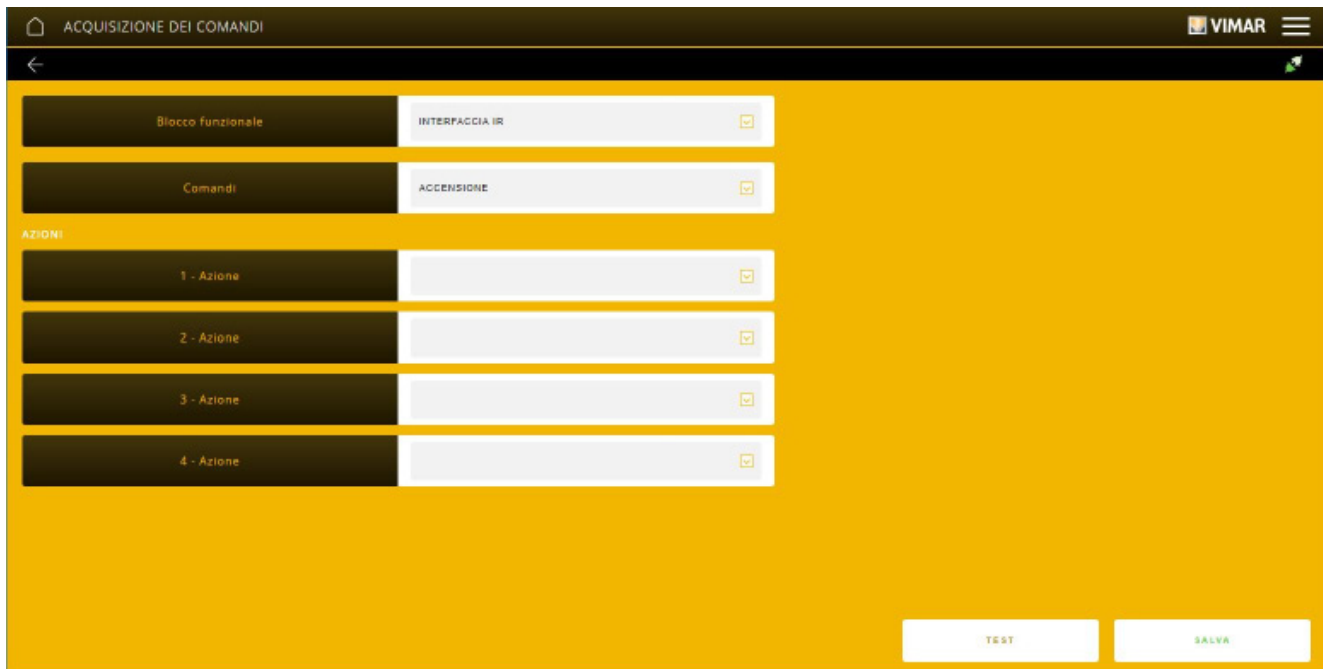 ACQUISIZIONE DEI COMANDI VIMAR
Blocco funzionale INTERFACCIA IR
Comandi ACCENSIONE
AZIONI
1 - Azione
2 - Azione
3 - Azione
4 - Azione
TEST SALVA